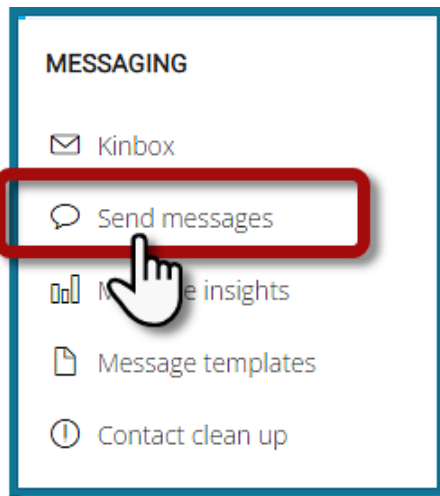 MESSAGING
Kinbox
Send messages
insights
Message templates
Contact clean up